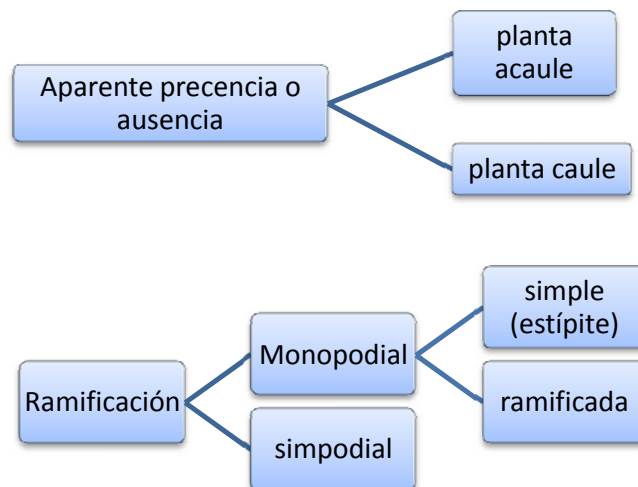 Aparente precencia o
ausencia
planta
acaule
planta caule
Ramificación
Monopodial
simpodial
simple
(estípite)
ramificada